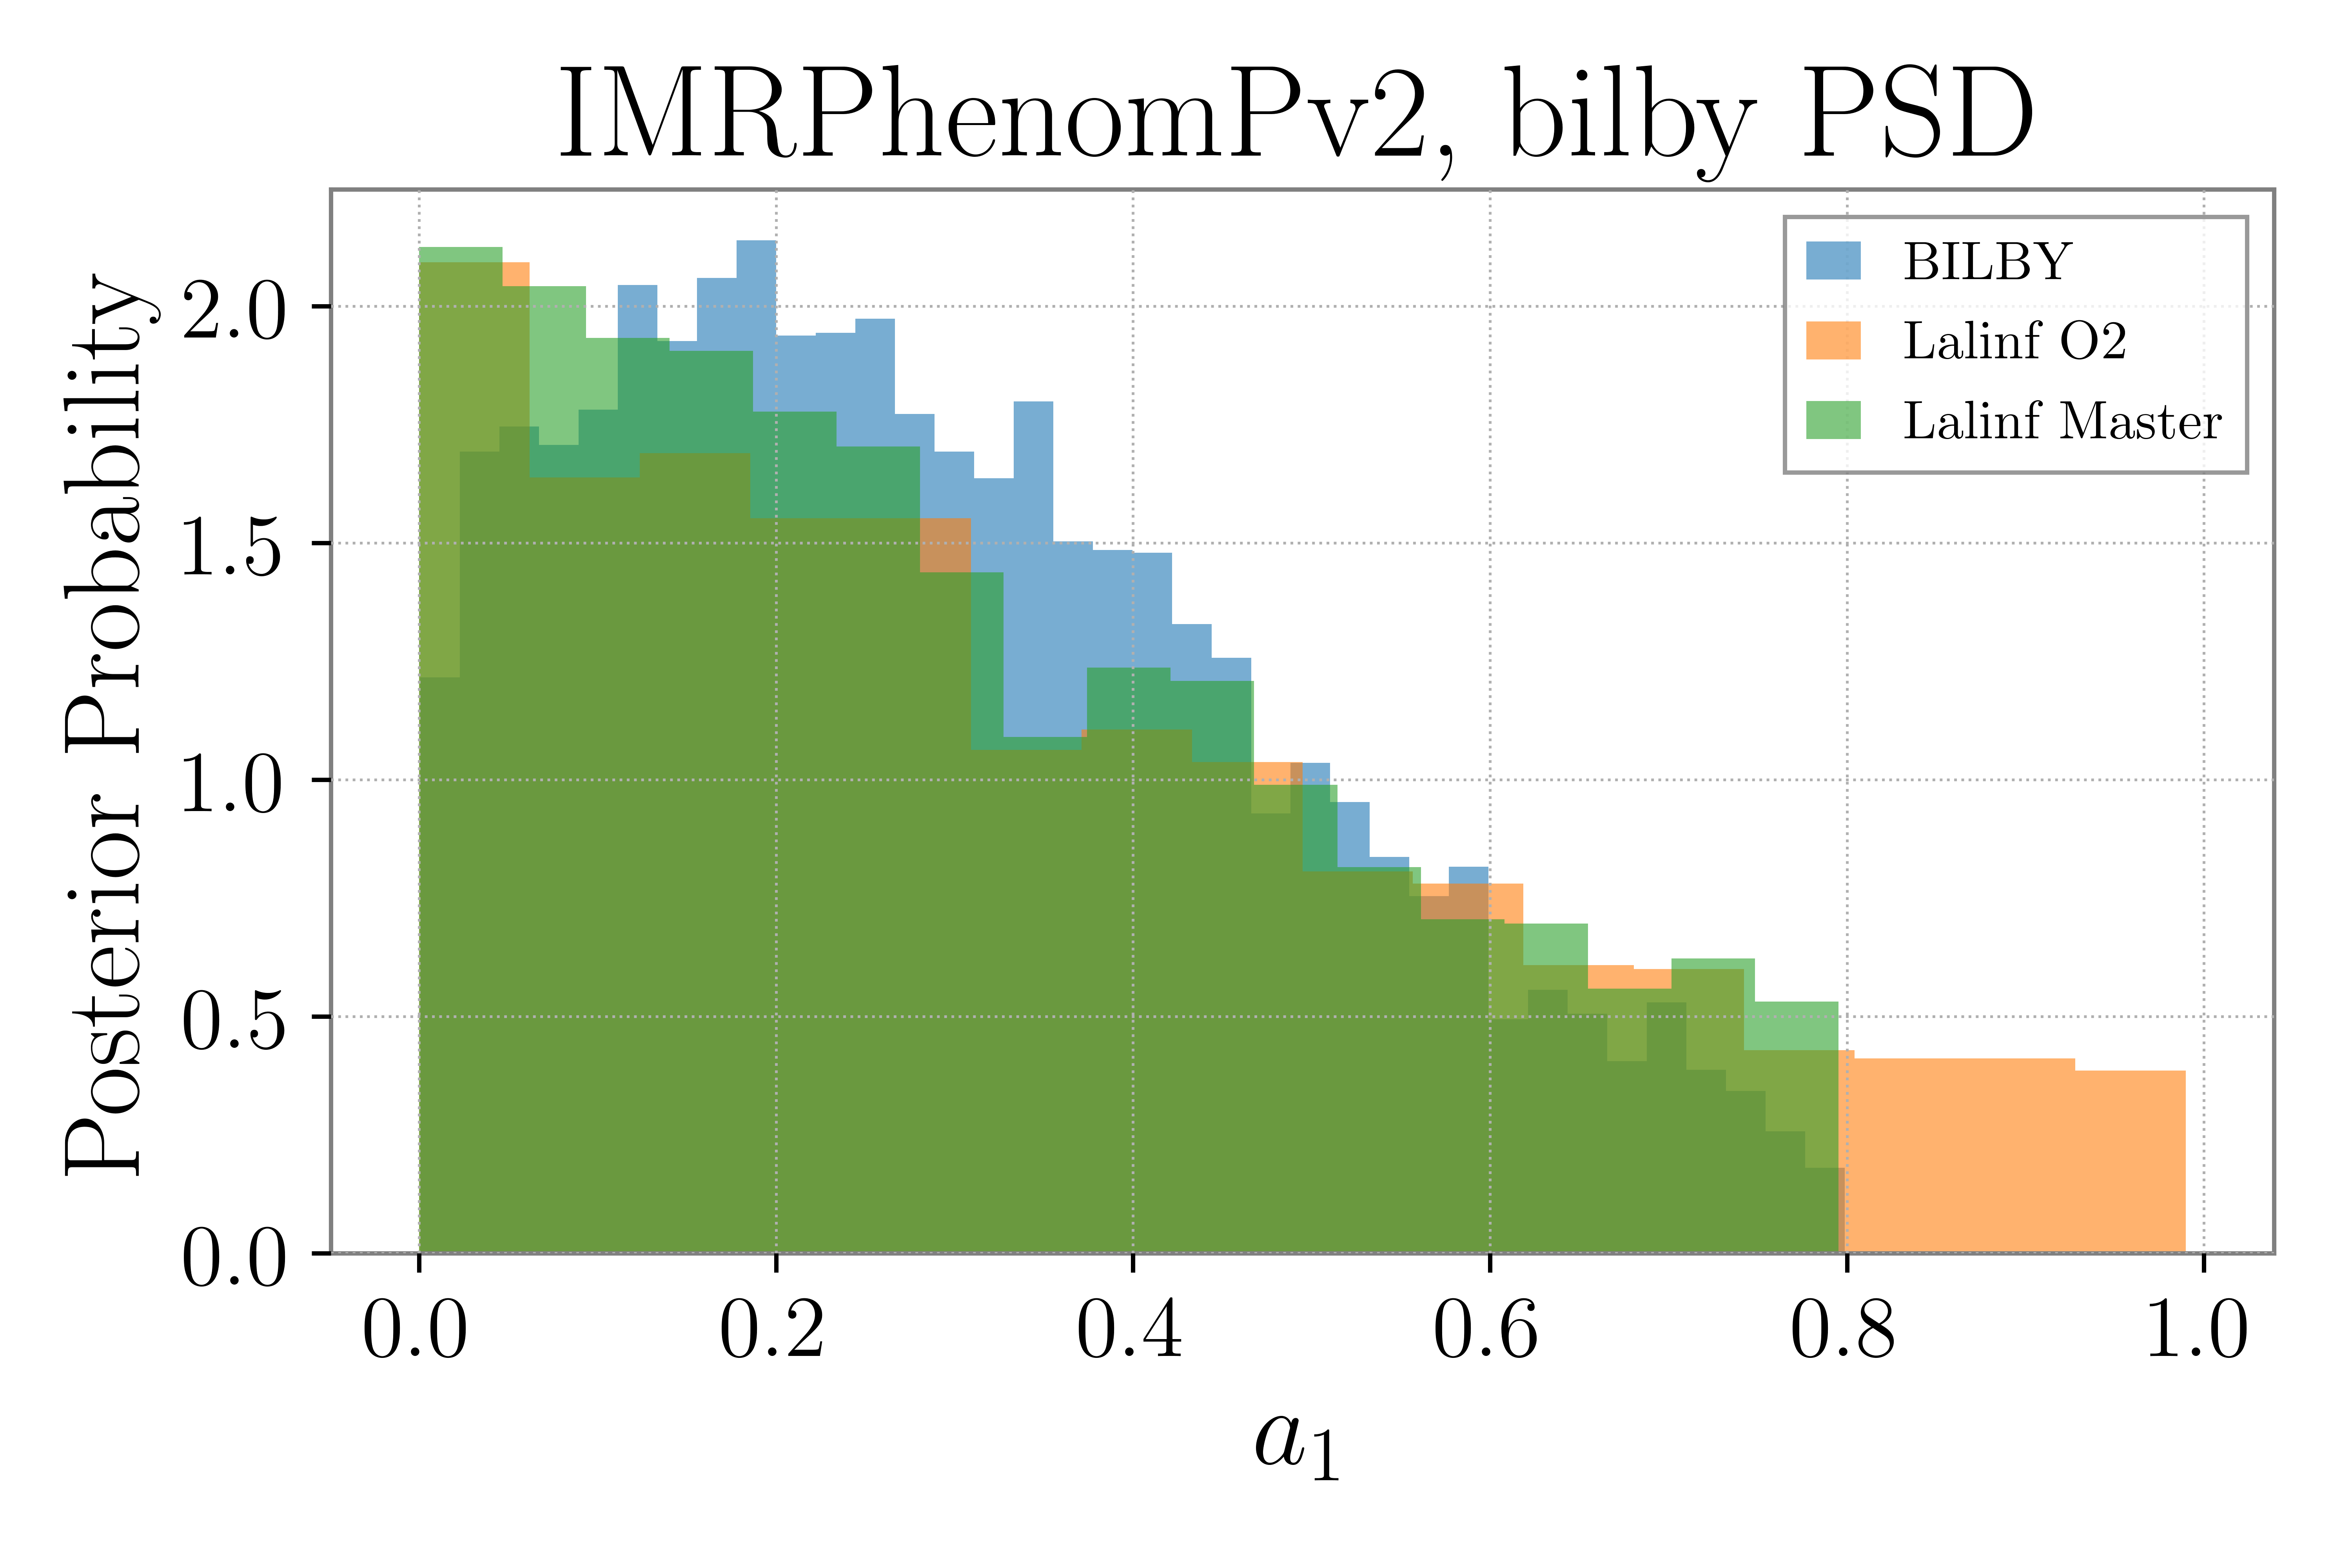 IMRPhenomPv2, bilby PSD
Posterior Probability
2.0
1.5
1.0
0.5
0.0
BILBY
Lalinf O2
Lalinf Master
0.0 0.2 0.4 0.6 0.8 1.0
a₁